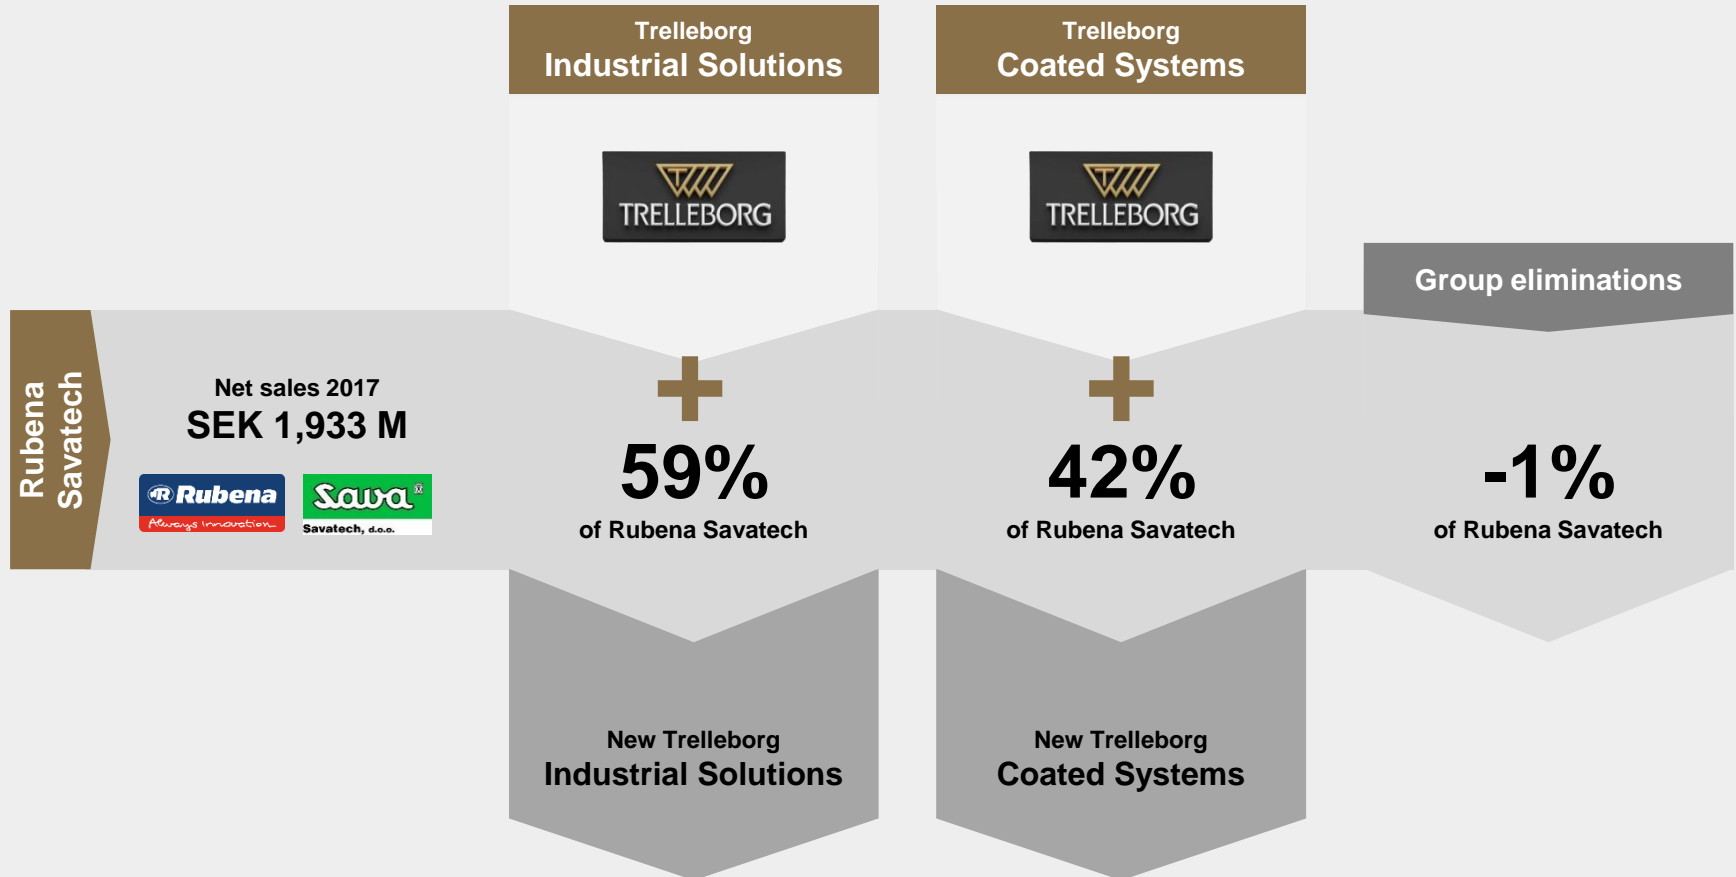 Trelleborg
Industrial Solutions
Trelleborg
Coated Systems
TRELLEBORG
TRELLEBORG
Group eliminations
Rubena
Savatech
Net sales 2017
SEK 1,933 M
Rubena
Always innovation
Sava®
Savatech, d.o.o.
59%
of Rubena Savatech
42%
of Rubena Savatech
-1%
of Rubena Savatech
New Trelleborg
Industrial Solutions
New Trelleborg
Coated Systems